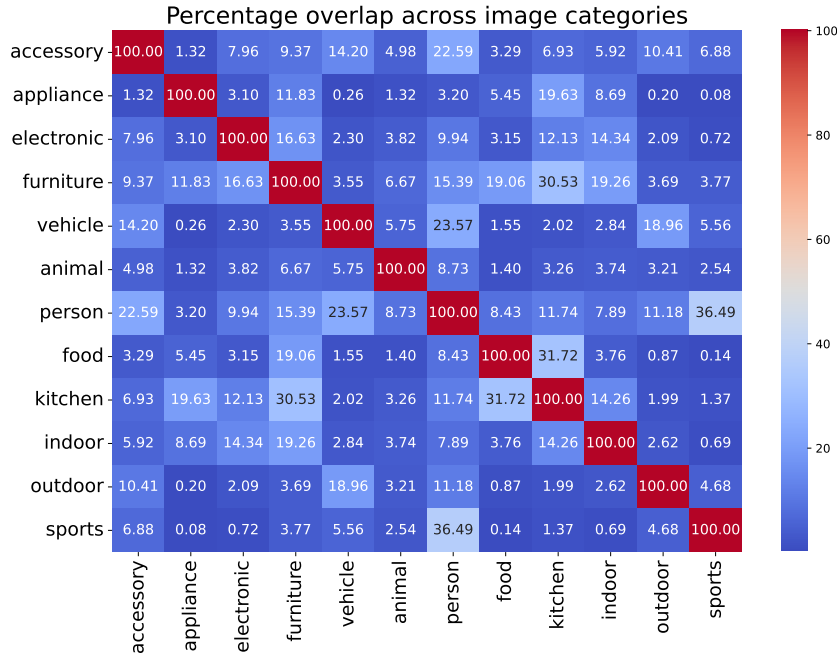 Percentage overlap across image categories
accessory 100.00 1.32 7.96 9.37 14.20 4.98 22.59 3.29 6.93 5.92 10.41 6.88
appliance 1.32 100.00 3.10 11.83 0.26 1.32 3.20 5.45 19.63 8.69 0.20 0.08
electronic 7.96 3.10 100.00 16.63 2.30 3.82 9.94 3.15 12.13 14.34 2.09 0.72
furniture 9.37 11.83 16.63 100.00 3.55 6.67 15.39 19.06 30.53 19.26 3.69 3.77
vehicle 14.20 0.26 2.30 3.55 100.00 5.75 23.57 1.55 2.02 2.84 18.96 5.56
animal 4.98 1.32 3.82 6.67 5.75 100.00 8.73 1.40 3.26 3.74 3.21 2.54
person 22.59 3.20 9.94 15.39 23.57 8.73 100.00 8.43 11.74 7.89 11.18 36.49
food 3.29 5.45 3.15 19.06 1.55 1.40 8.43 100.00 31.72 3.76 0.87 0.14
kitchen 6.93 19.63 12.13 30.53 2.02 3.26 11.74 31.72 100.00 14.26 1.99 1.37
indoor 5.92 8.69 14.34 19.26 2.84 3.74 7.89 3.76 14.26 100.00 2.62 0.69
outdoor 10.41 0.20 2.09 3.69 18.96 3.21 11.18 0.87 1.99 2.62 100.00 4.68
sports 6.88 0.08 0.72 3.77 5.56 2.54 36.49 0.14 1.37 0.69 4.68 100.00
accessory appliance electronic furniture vehicle animal person food kitchen indoor outdoor sports
100
80
60
40
20